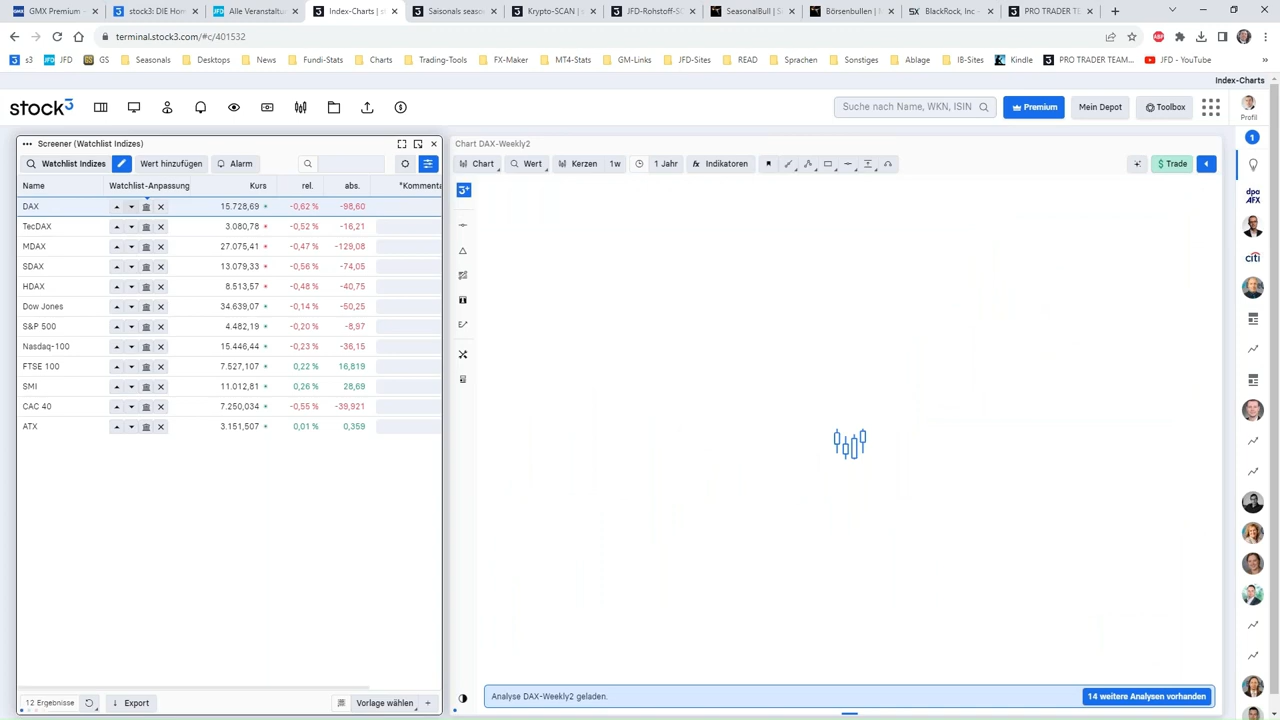 GMX Premium
stock3: DIE Hom
Alle Veranstaltu
Index-Charts | s
Saisonals season
Krypto-SCAN | s
JFD-Rohstoff-SC
SeasonalBull | S
Börsenbullen |
BlackRock, Inc
PRO TRADER TE
terminal.stock3.com/#c/401532
s3
JFD
GS
Seasonals
Desktops
News
Fundi-Stats
Charts
Trading-Tools
FX-Maker
MT4-Stats
GM-Links
JFD-Sites
READ
Sprachen
Sonstiges
Ablage
IB-Sites
Kindle
PRO TRADER TEAM...
JFD - YouTube
Index-Charts
stock3
Suche nach Name, WKN, ISIN
Premium
Mein Depot
Toolbox
Profil
Screener (Watchlist Indizes)
Chart DAX-Weekly2
Watchlist Indizes
Wert hinzufügen
Alarm
Chart
Wert
Kerzen
1w
1 Jahr
fx Indikatoren
$ Trade
1
Name Watchlist-Anpassung Kurs rel. abs. *Kommenta
DAX 15.728,69 -0,62 % -98,60
TecDAX 3.080,78 -0,52 % -16,21
MDAX 27.075,41 -0,47 % -129,08
SDAX 13.079,33 -0,56 % -74,05
HDAX 8.513,57 -0,48 % -40,75
Dow Jones 34.639,07 -0,14 % -50,25
S&P 500 4.482,19 -0,20 % -8,97
Nasdaq-100 15.446,44 -0,23 % -36,15
FTSE 100 7.527,107 0,22 % 16,819
SMI 11.012,81 0,26 % 28,69
CAC 40 7.250,034 -0,55 % -39,921
ATX 3.151,507 0,01 % 0,359
dpa
AFX
citi
Analyse DAX-Weekly2 geladen.
14 weitere Analysen vorhanden
12 Ergebnisse
Export
Vorlage wählen